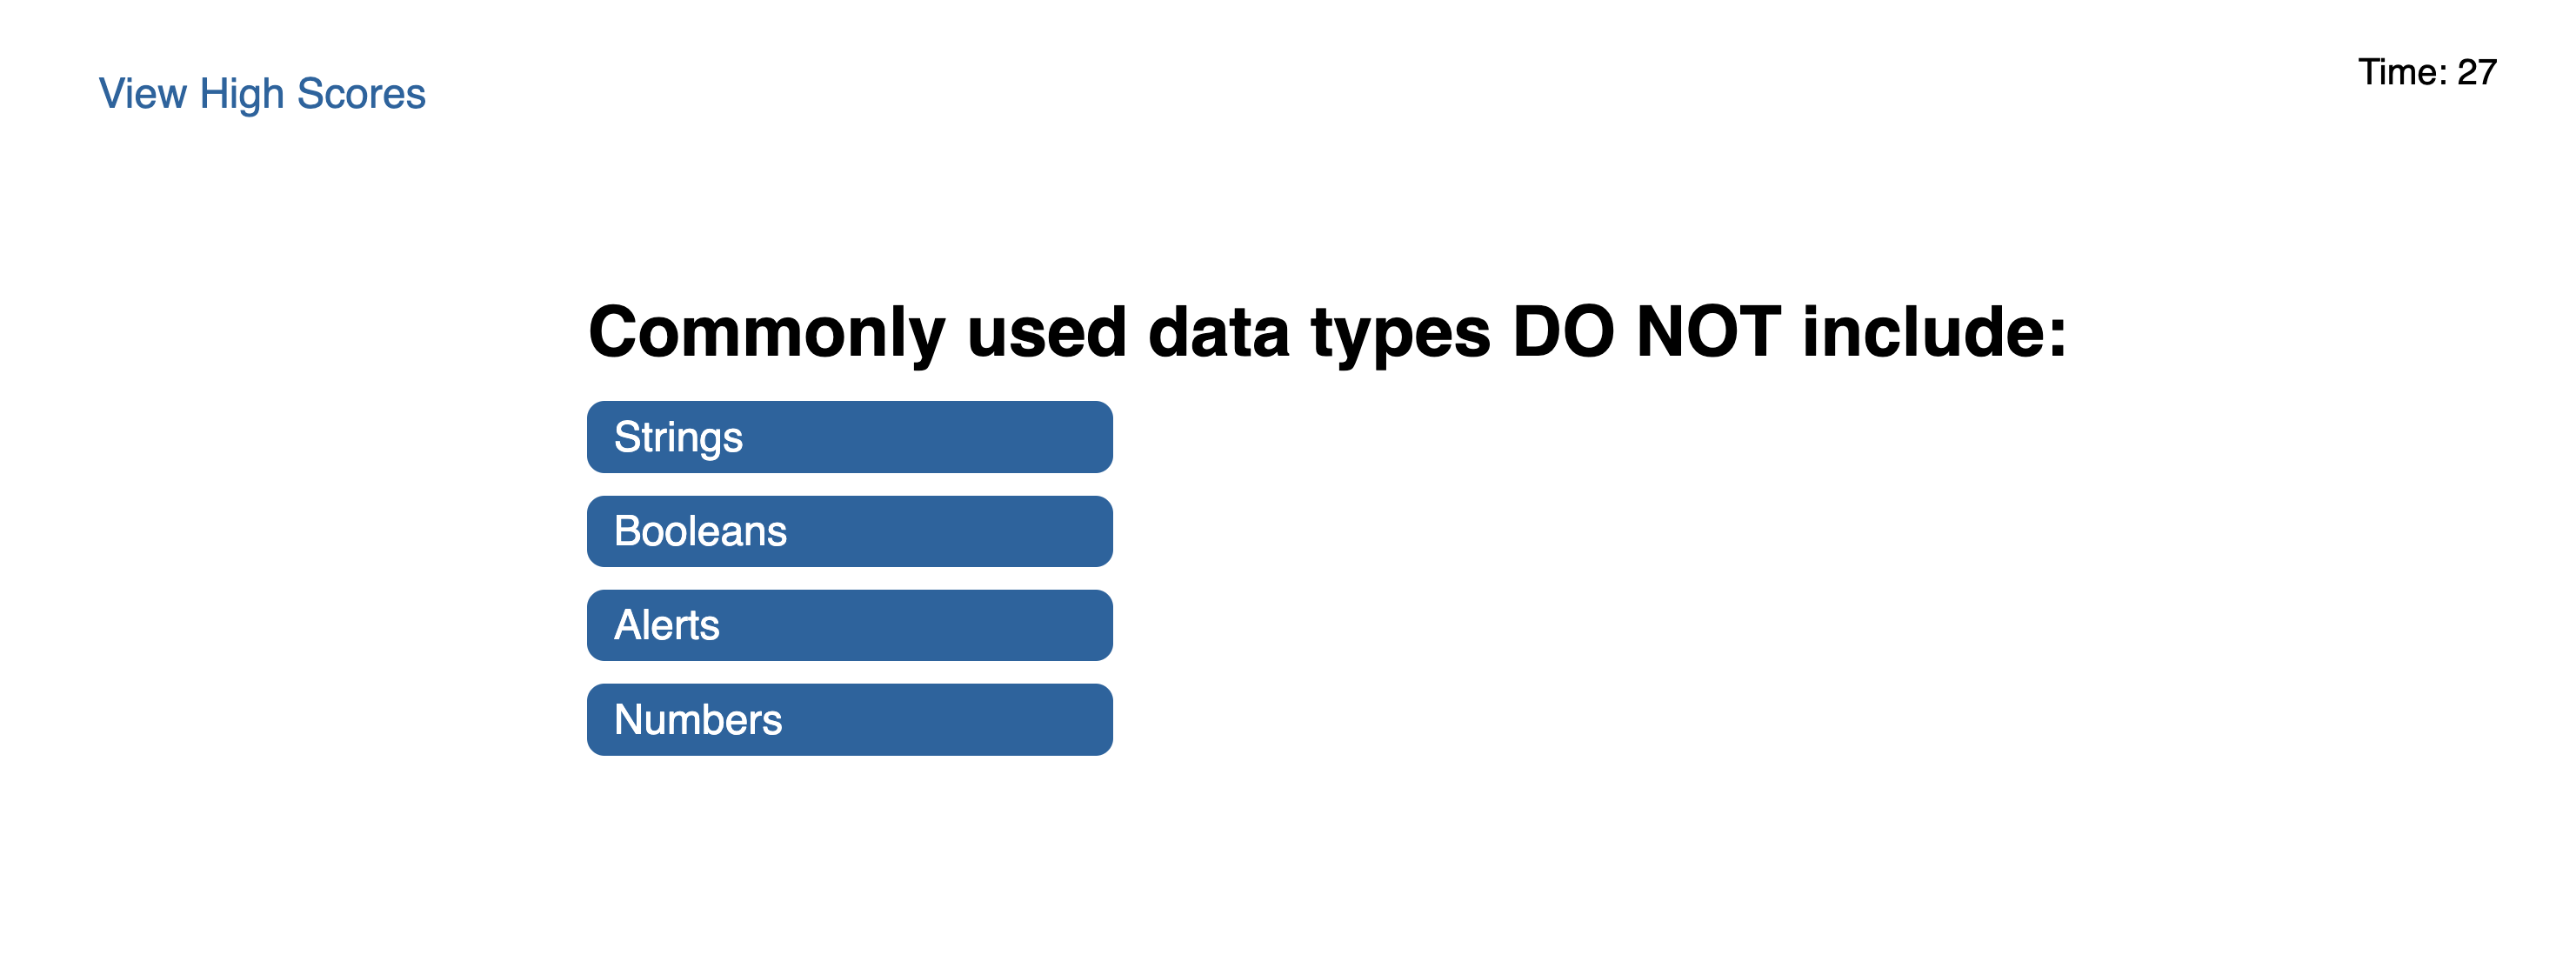 View High Scores
Time: 27
Commonly used data types DO NOT include:
Strings
Booleans
Alerts
Numbers